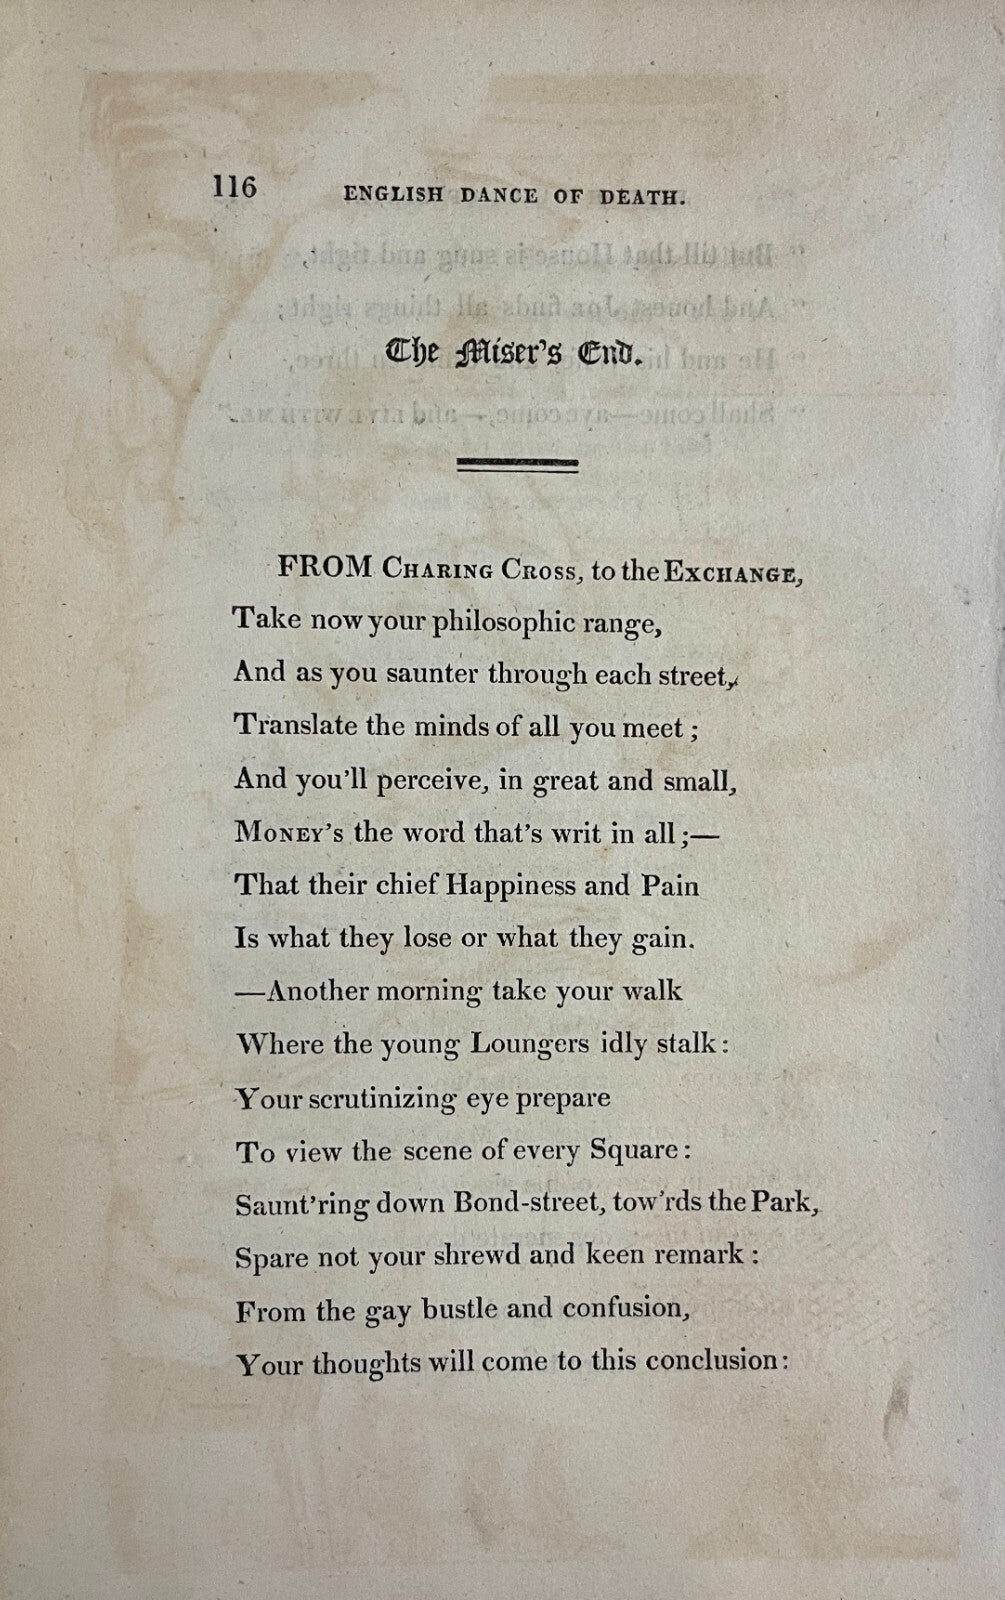 116
ENGLISH DANCE OF DEATH.
The Miser's End.
FROM CHARING CROSS, to the EXCHANGE,
Take now your philosophic range,
And as you saunter through each street,
Translate the minds of all you meet ;
And you'll perceive, in great and small,
MONEY's the word that's writ in all ;—
That their chief Happiness and Pain
Is what they lose or what they gain.
—Another morning take your walk
Where the young Loungers idly stalk :
Your scrutinizing eye prepare
To view the scene of every Square :
Saunt'ring down Bond-street, tow'rds the Park,
Spare not your shrewd and keen remark :
From the gay bustle and confusion,
Your thoughts will come to this conclusion :